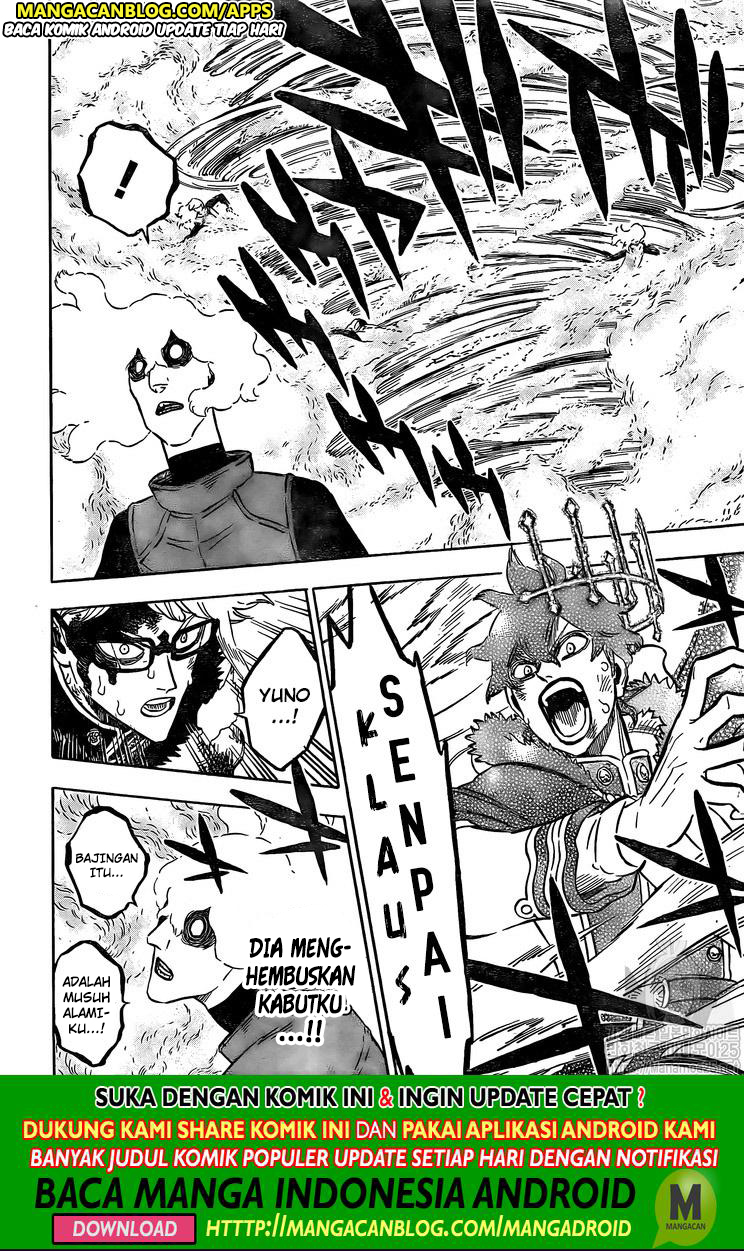 MANGACANBLOG.COM/APPS
BACA KOMIK ANDROID UPDATE TIAP HARI
!
SENPAI
KLAUS
YUNO
...!
BAJINGAN
ITU...
DIA MENG-
HEMBUSKAN
KABUTKU
...!!
ADALAH
MUSUH
ALAMI-
KU...!
SUKA DENGAN KOMIK INI & INGIN UPDATE CEPAT ?
DUKUNG KAMI SHARE KOMIK INI DAN PAKAI APLIKASI ANDROID KAMI
BANYAK JUDUL KOMIK POPULER UPDATE SETIAP HARI DENGAN NOTIFIKASI
BACA MANGA INDONESIA ANDROID
M
MANGACAN
DOWNLOAD
HTTTP://MANGACANBLOG.COM/MANGADROID